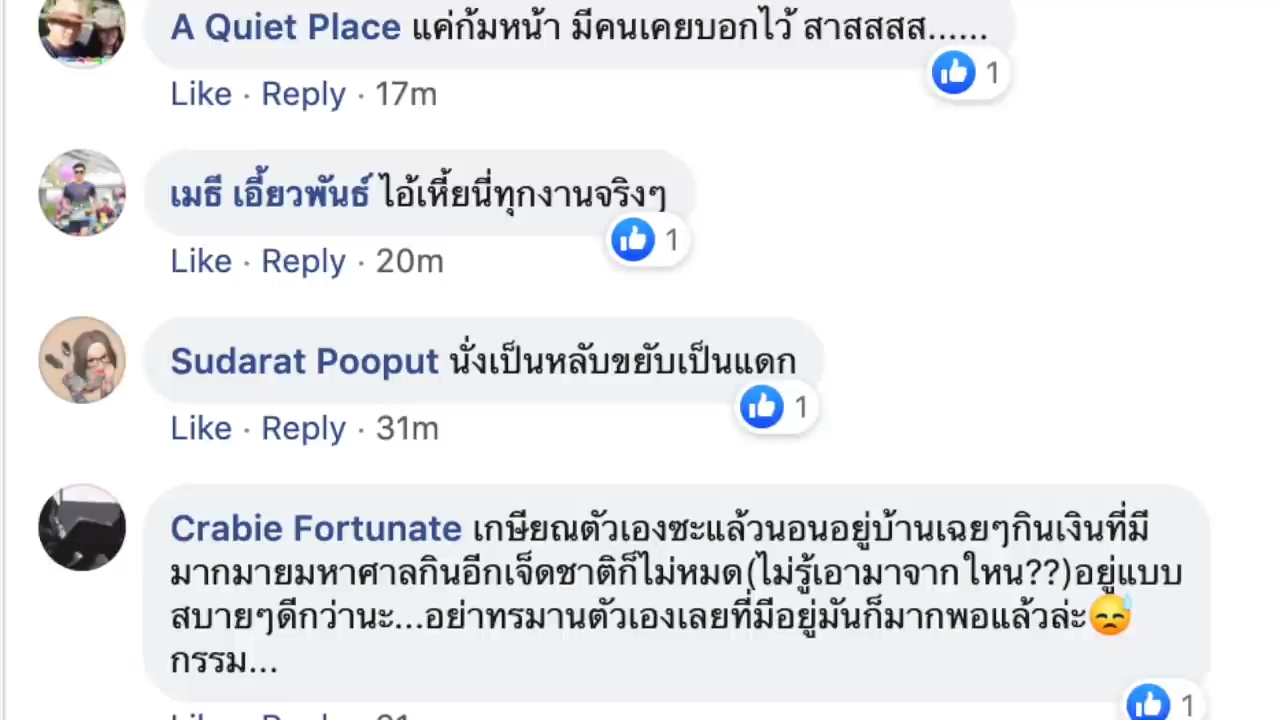 A Quiet Place แค่ก้มหน้า มีคนเคยบอกไว้ สาสสสส......
1
Like · Reply · 17m
เมธี เอี้ยวพันธ์ ไอ้เหี้ยนี่ทุกงานจริงๆ
1
Like · Reply · 20m
Sudarat Pooput นั่งเป็นหลับขยับเป็นแดก
1
Like · Reply · 31m
Crabie Fortunate เกษียณตัวเองซะแล้วนอนอยู่บ้านเฉยๆกินเงินที่มี
มากมายมหาศาลกินอีกเจ็ดชาติก็ไม่หมด(ไม่รู้เอามาจากใหน??)อยู่แบบ
สบายๆดีกว่านะ...อย่าทรมานตัวเองเลยที่มีอยู่มันก็มากพอแล้วล่ะ😓
กรรม...
1